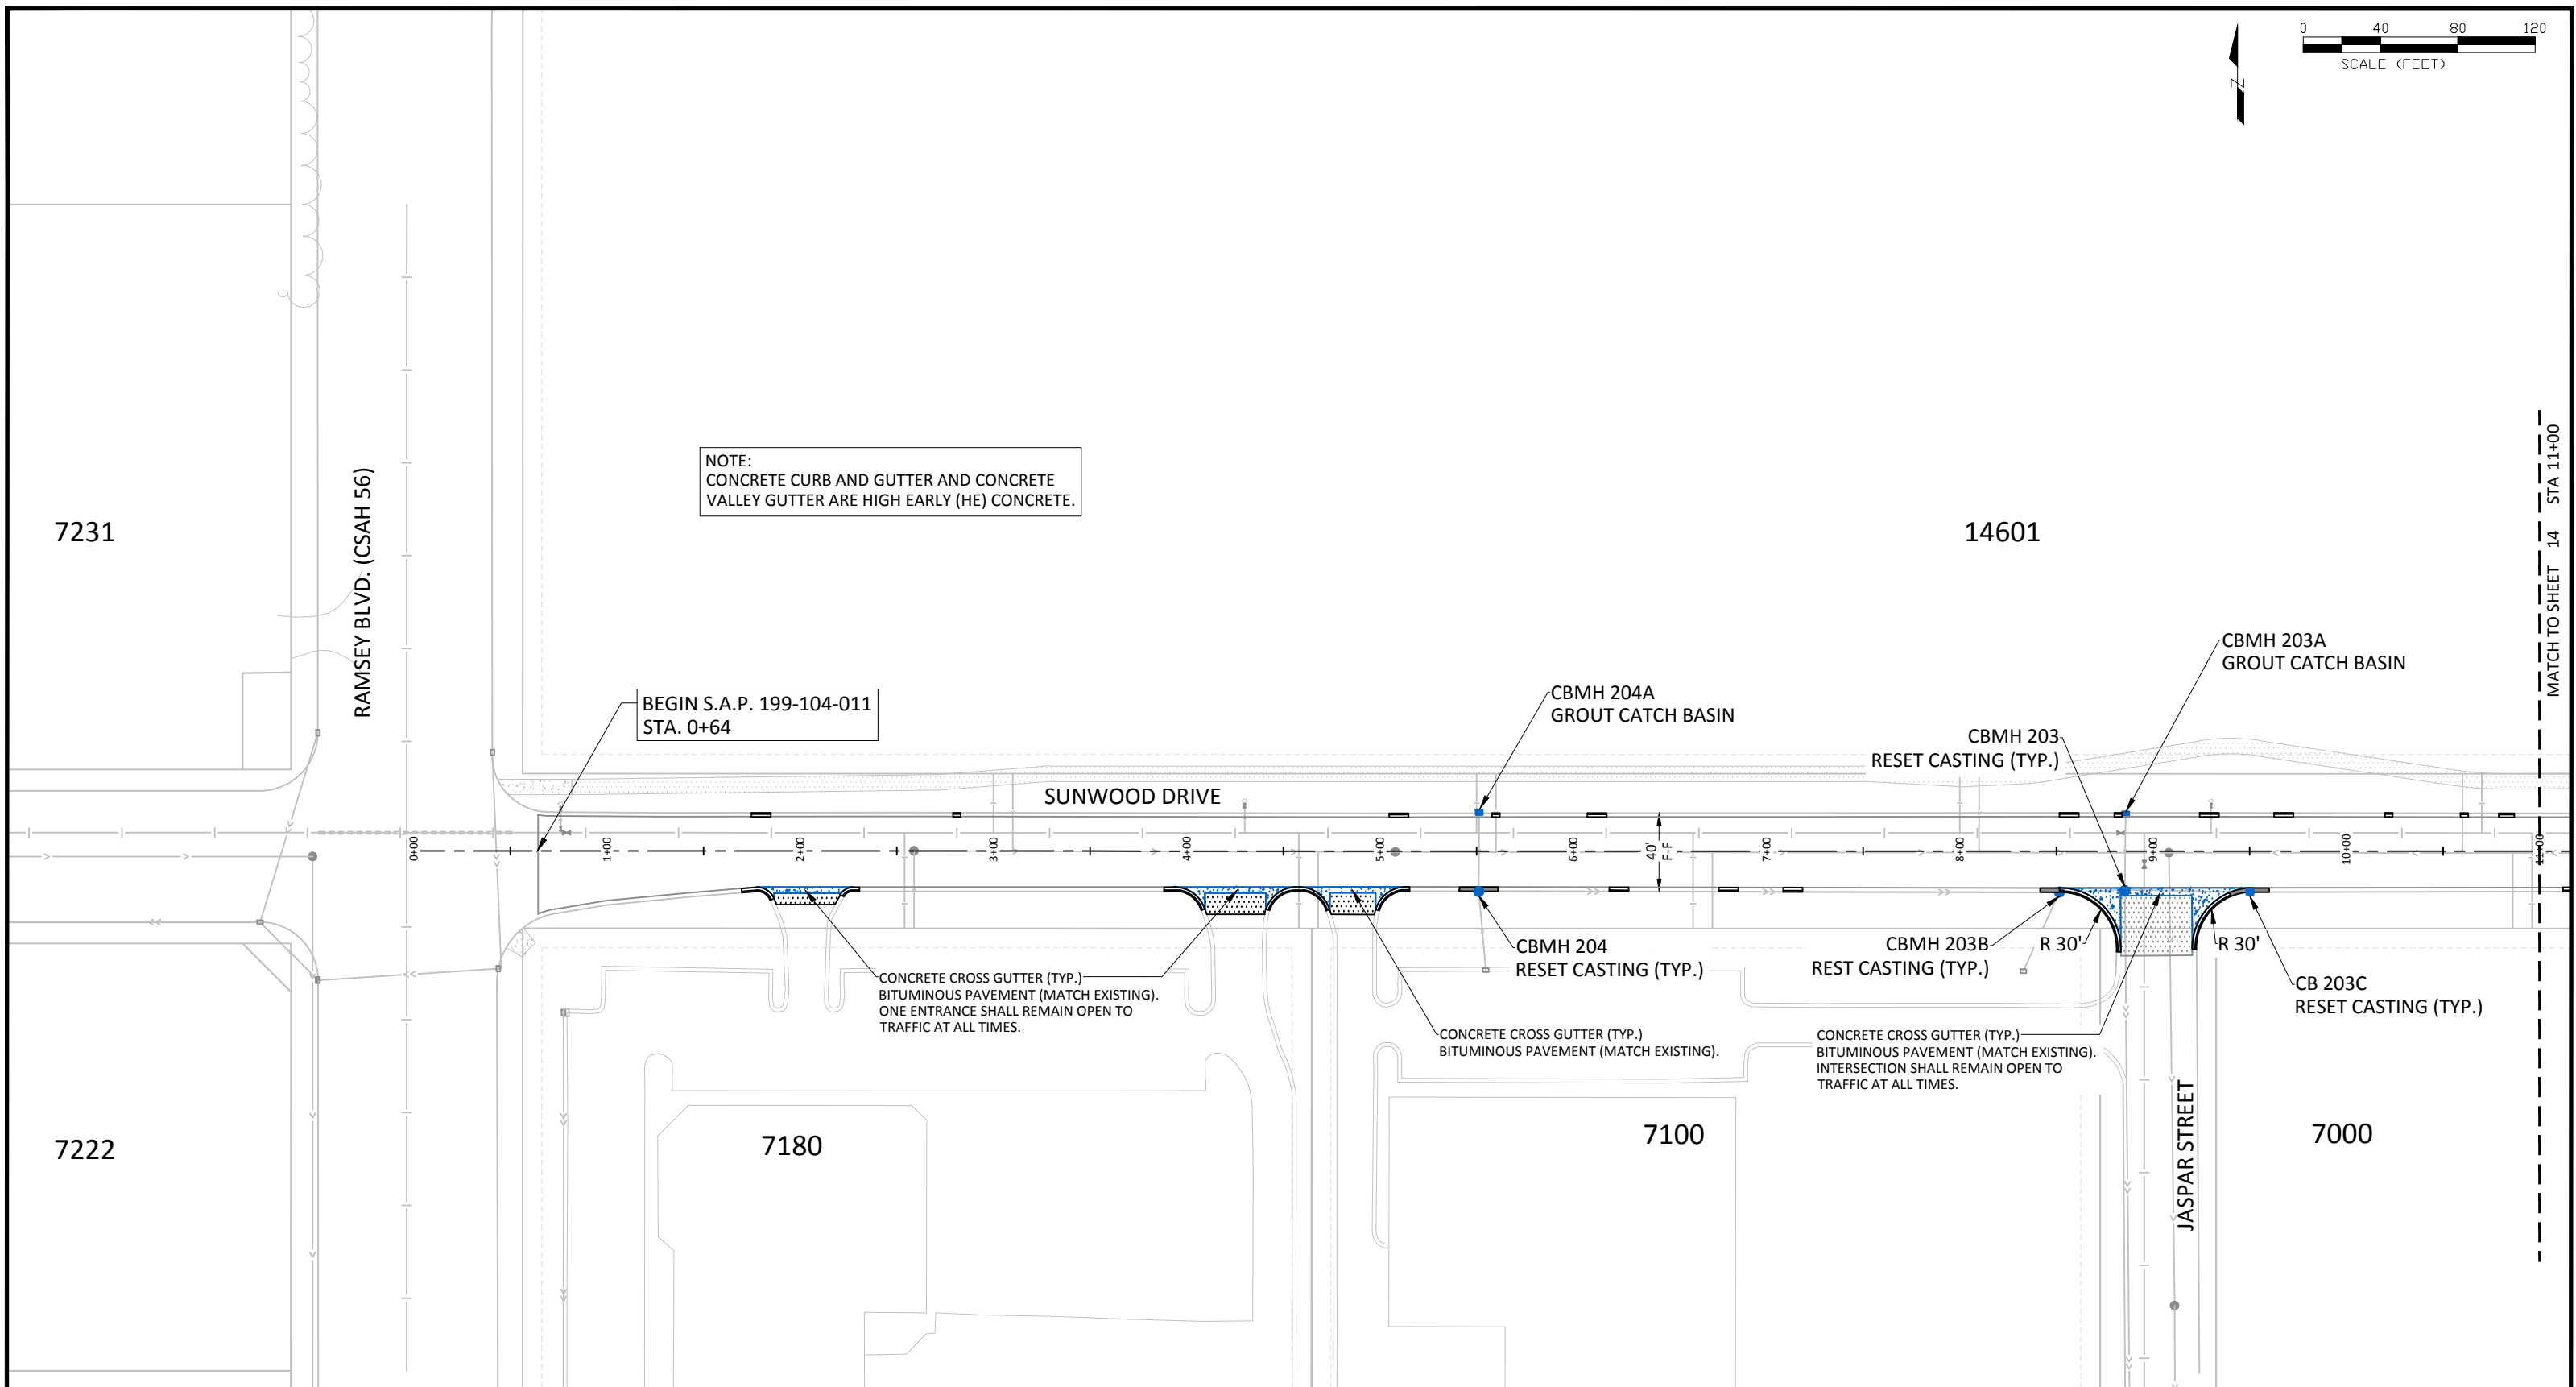 0 40 80 120
SCALE (FEET)
N
NOTE:
CONCRETE CURB AND GUTTER AND CONCRETE
VALLEY GUTTER ARE HIGH EARLY (HE) CONCRETE.
RAMSEY BLVD. (CSAH 56)
7231
14601
MATCH TO SHEET 14 STA 11+00
CBMH 203A
GROUT CATCH BASIN
BEGIN S.A.P. 199-104-011
STA. 0+64
CBMH 204A
GROUT CATCH BASIN
CBMH 203
RESET CASTING (TYP.)
SUNWOOD DRIVE
0+00 1+00 2+00 3+00 4+00 5+00 6+00 7+00 8+00 9+00 10+00 11+00
40'
F-F
CBMH 204
RESET CASTING (TYP.)
CBMH 203B
REST CASTING (TYP.)
R 30'
R 30'
CB 203C
RESET CASTING (TYP.)
CONCRETE CROSS GUTTER (TYP.)
BITUMINOUS PAVEMENT (MATCH EXISTING).
ONE ENTRANCE SHALL REMAIN OPEN TO
TRAFFIC AT ALL TIMES.
CONCRETE CROSS GUTTER (TYP.)
BITUMINOUS PAVEMENT (MATCH EXISTING).
CONCRETE CROSS GUTTER (TYP.)
BITUMINOUS PAVEMENT (MATCH EXISTING).
INTERSECTION SHALL REMAIN OPEN TO
TRAFFIC AT ALL TIMES.
7222
7180
7100
JASPAR STREET
7000